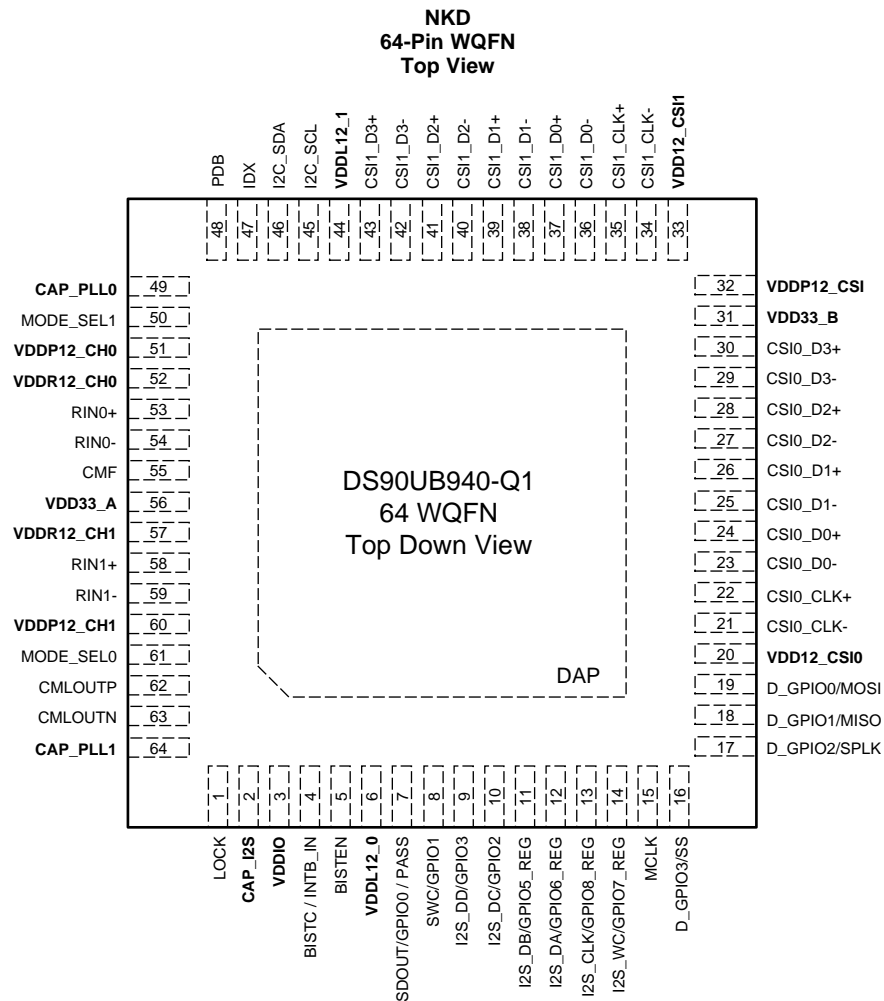 NKD
64-Pin WQFN
Top View
PDB
IDX
I2C_SDA
I2C_SCL
VDDL12_1
CSI1_D3+
CSI1_D3-
CSI1_D2+
CSI1_D2-
CSI1_D1+
CSI1_D1-
CSI1_D0+
CSI1_D0-
CSI1_CLK+
CSI1_CLK-
VDD12_CSI1
48
47
46
45
44
43
42
41
40
39
38
37
36
35
34
33
CAP_PLL0 49
MODE_SEL1 50
VDDP12_CH0 51
VDDR12_CH0 52
RIN0+ 53
RIN0- 54
CMF 55
VDD33_A 56
VDDR12_CH1 57
RIN1+ 58
RIN1- 59
VDDP12_CH1 60
MODE_SEL0 61
CMLOUTP 62
CMLOUTN 63
CAP_PLL1 64
DS90UB940-Q1
64 WQFN
Top Down View
DAP
32 VDDP12_CSI
31 VDD33_B
30 CSI0_D3+
29 CSI0_D3-
28 CSI0_D2+
27 CSI0_D2-
26 CSI0_D1+
25 CSI0_D1-
24 CSI0_D0+
23 CSI0_D0-
22 CSI0_CLK+
21 CSI0_CLK-
20 VDD12_CSI0
19 D_GPIO0/MOSI
18 D_GPIO1/MISO
17 D_GPIO2/SPLK
1
2
3
4
5
6
7
8
9
10
11
12
13
14
15
16
LOCK
CAP_I2S
VDDIO
BISTC / INTB_IN
BISTEN
VDDL12_0
SDOUT/GPIO0 / PASS
SWC/GPIO1
I2S_DD/GPIO3
I2S_DC/GPIO2
I2S_DB/GPIO5_REG
I2S_DA/GPIO6_REG
I2S_CLK/GPIO8_REG
I2S_WC/GPIO7_REG
MCLK
D_GPIO3/SS